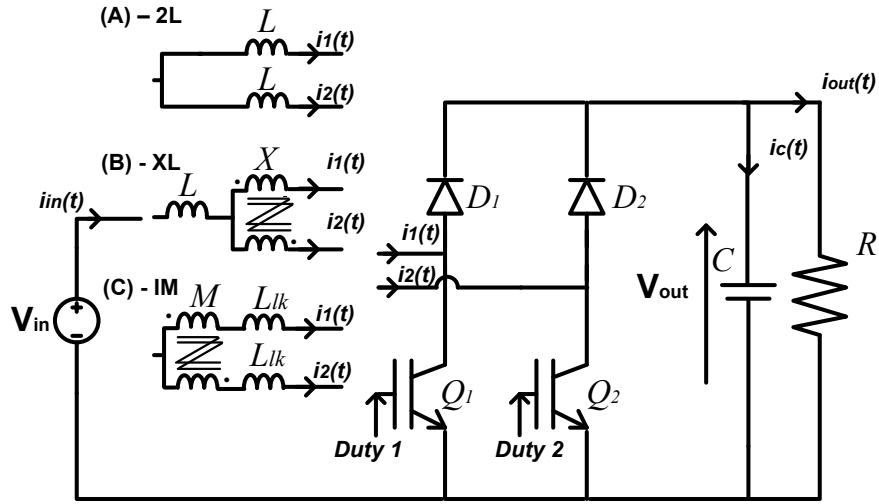 (A) – 2L
L
i1(t)
L
i2(t)
iout(t)
(B) - XL
X
i1(t)
ic(t)
L
iin(t)
i2(t)
D1
D2
i1(t)
i2(t)
C
R
(C) - IM
M
Llk
i1(t)
Vout
Vin
+
-
Llk
i2(t)
Q1
Q2
Duty 1
Duty 2